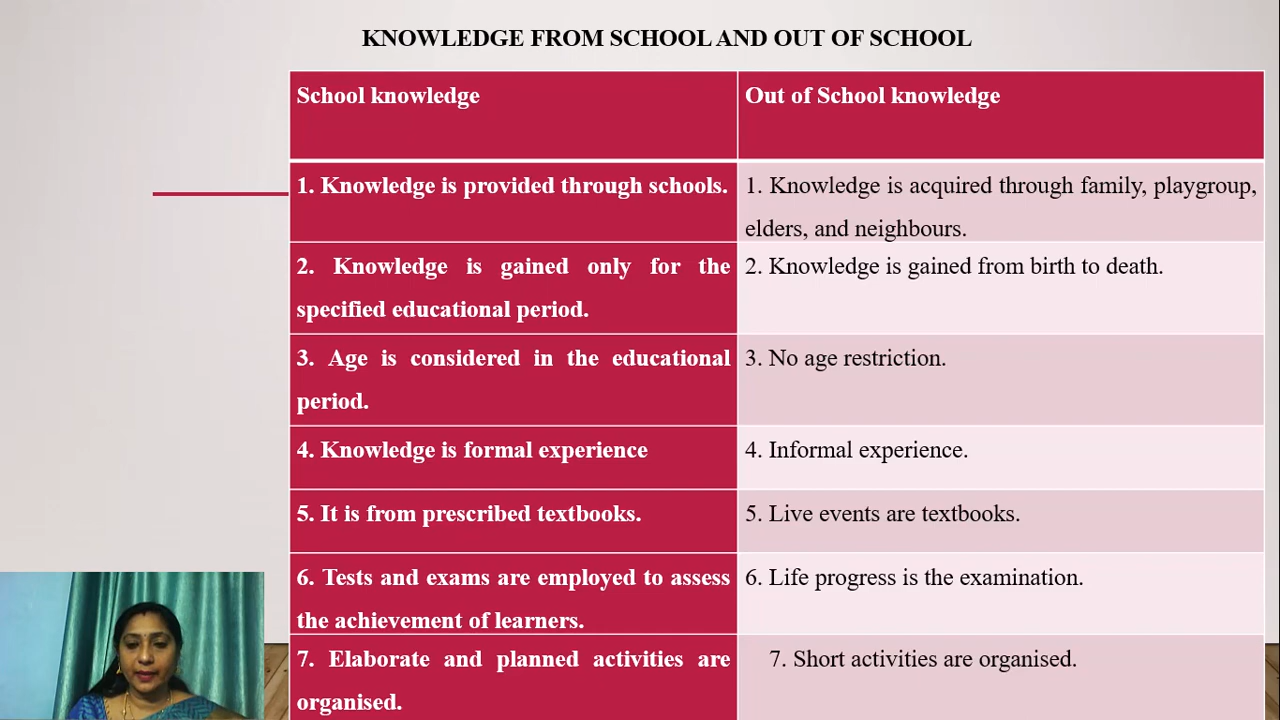 KNOWLEDGE FROM SCHOOL AND OUT OF SCHOOL
School knowledge
Out of School knowledge
1. Knowledge is provided through schools.
1. Knowledge is acquired through family, playgroup,
elders, and neighbours.
2. Knowledge is gained only for the
specified educational period.
2. Knowledge is gained from birth to death.
3. Age is considered in the educational
period.
3. No age restriction.
4. Knowledge is formal experience
4. Informal experience.
5. It is from prescribed textbooks.
5. Live events are textbooks.
6. Tests and exams are employed to assess
the achievement of learners.
6. Life progress is the examination.
7. Elaborate and planned activities are
organised.
7. Short activities are organised.